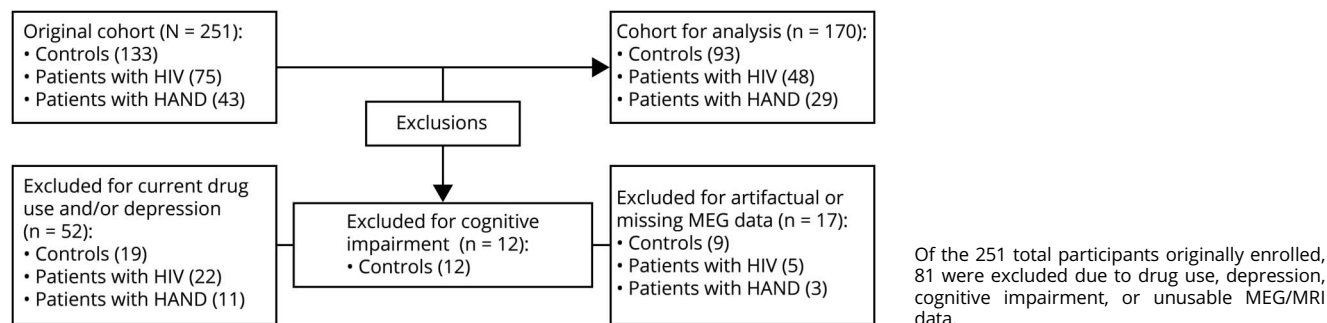 Original cohort (N = 251):
• Controls (133)
• Patients with HIV (75)
• Patients with HAND (43)
Cohort for analysis (n = 170):
• Controls (93)
• Patients with HIV (48)
• Patients with HAND (29)
Exclusions
Excluded for current drug
use and/or depression
(n = 52):
• Controls (19)
• Patients with HIV (22)
• Patients with HAND (11)
Excluded for cognitive
impairment (n = 12):
• Controls (12)
Excluded for artifactual or
missing MEG data (n = 17):
• Controls (9)
• Patients with HIV (5)
• Patients with HAND (3)
Of the 251 total participants originally enrolled,
81 were excluded due to drug use, depression,
cognitive impairment, or unusable MEG/MRI
data.